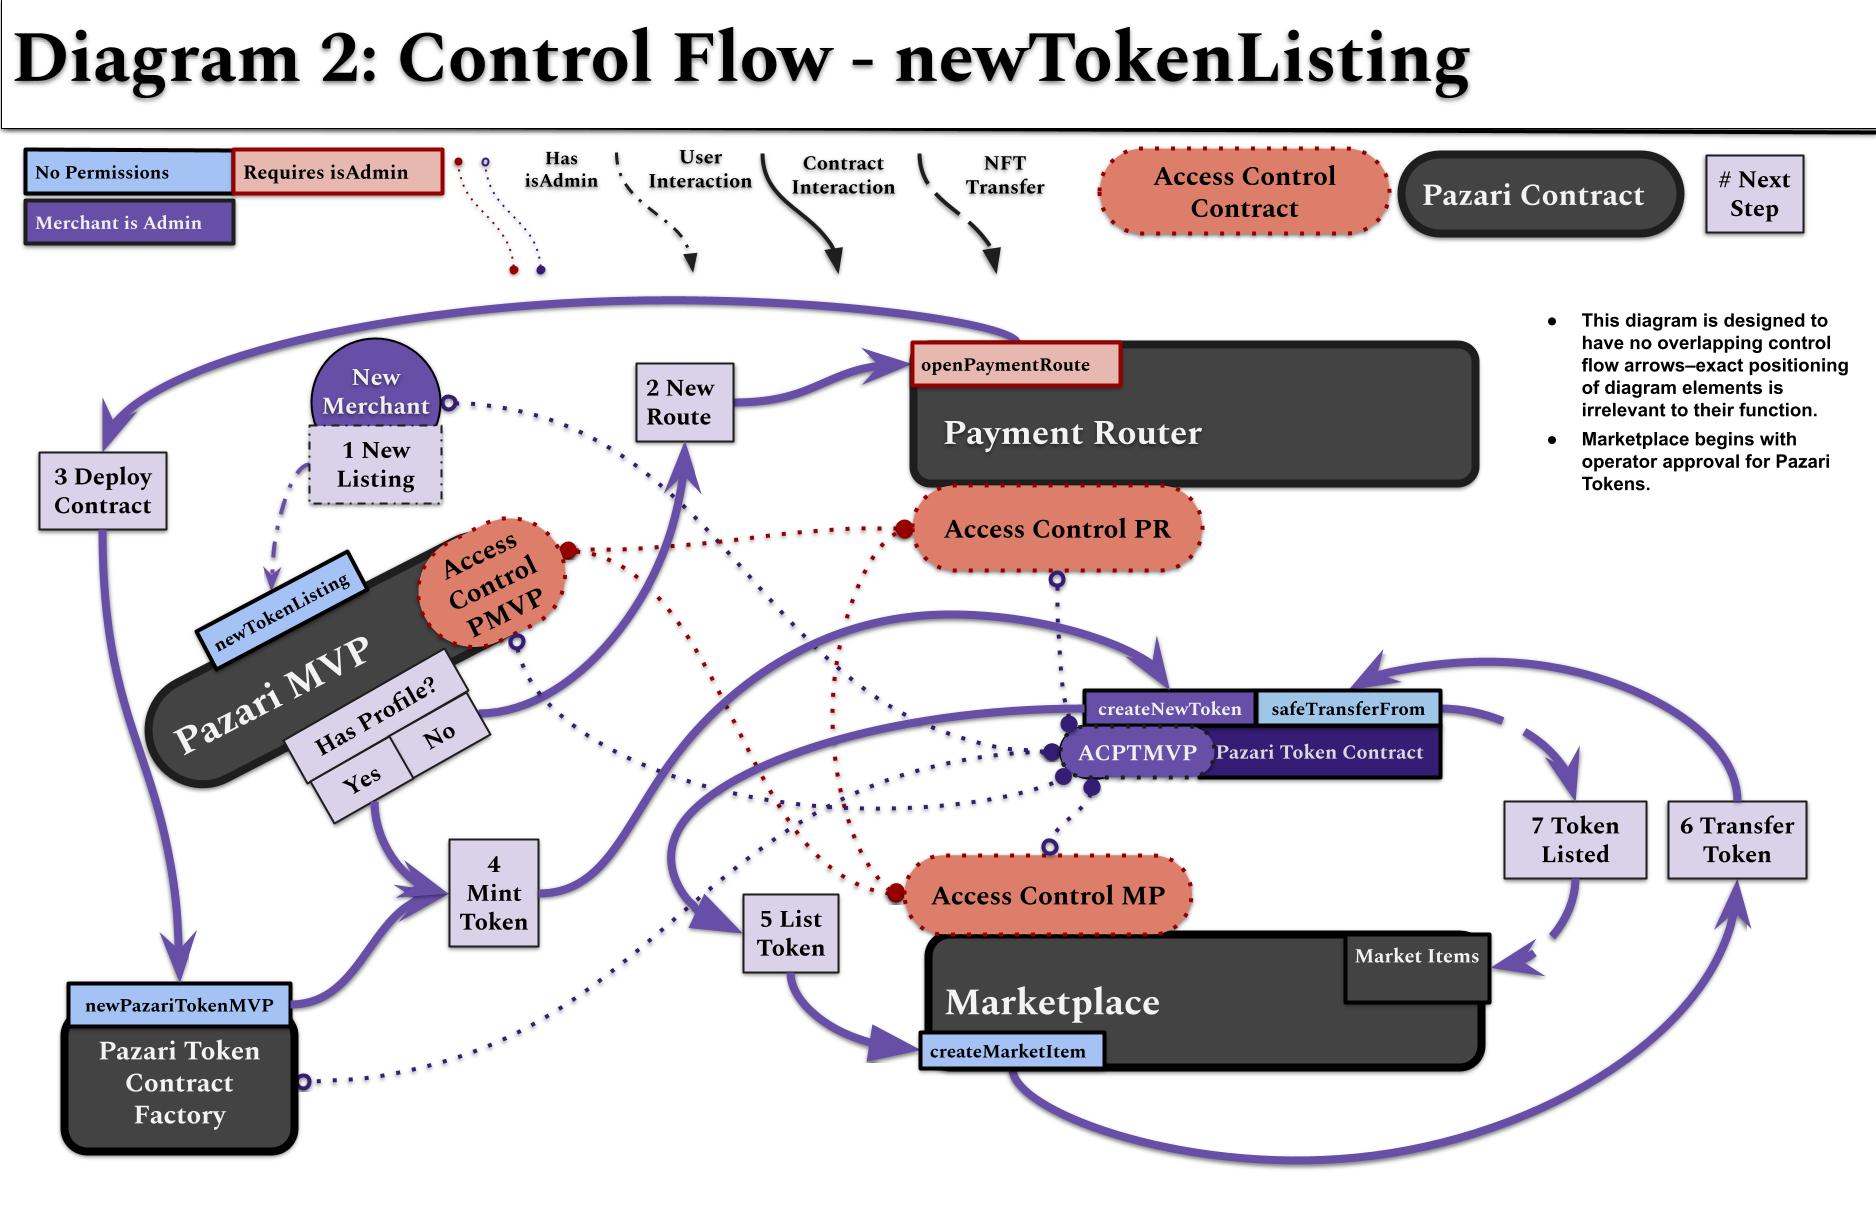 Diagram 2: Control Flow - newTokenListing
No Permissions
Requires isAdmin
Merchant is Admin
Has
isAdmin
User
Interaction
Contract
Interaction
NFT
Transfer
Access Control
Contract
Pazari Contract
# Next
Step
● This diagram is designed to
have no overlapping control
flow arrows–exact positioning
of diagram elements is
irrelevant to their function.
● Marketplace begins with
operator approval for Pazari
Tokens.
New
Merchant
1 New
Listing
2 New
Route
openPaymentRoute
Payment Router
3 Deploy
Contract
Access Control PR
newTokenListing
Access
Control
PMVP
Pazari MVP
Has Profile?
Yes
No
createNewToken
safeTransferFrom
ACPTMVP
Pazari Token Contract
4
Mint
Token
7 Token
Listed
6 Transfer
Token
5 List
Token
Access Control MP
Market Items
Marketplace
createMarketItem
newPazariTokenMVP
Pazari Token
Contract
Factory